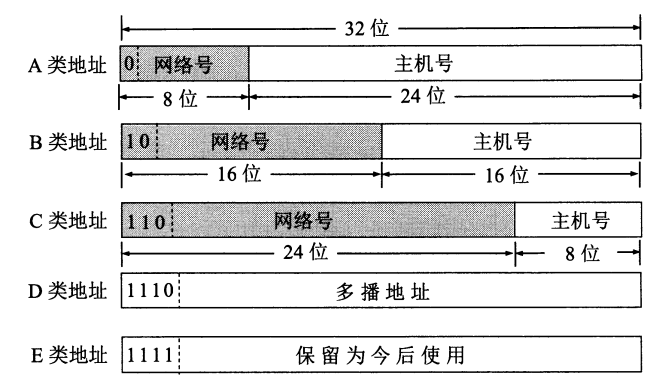 32 位
A 类地址 0 网络号 主机号
8 位 24 位
B 类地址 10 网络号 主机号
16 位 16 位
C 类地址 110 网络号 主机号
24 位 8 位
D 类地址 1110 多播地址
E 类地址 1111 保留为今后使用